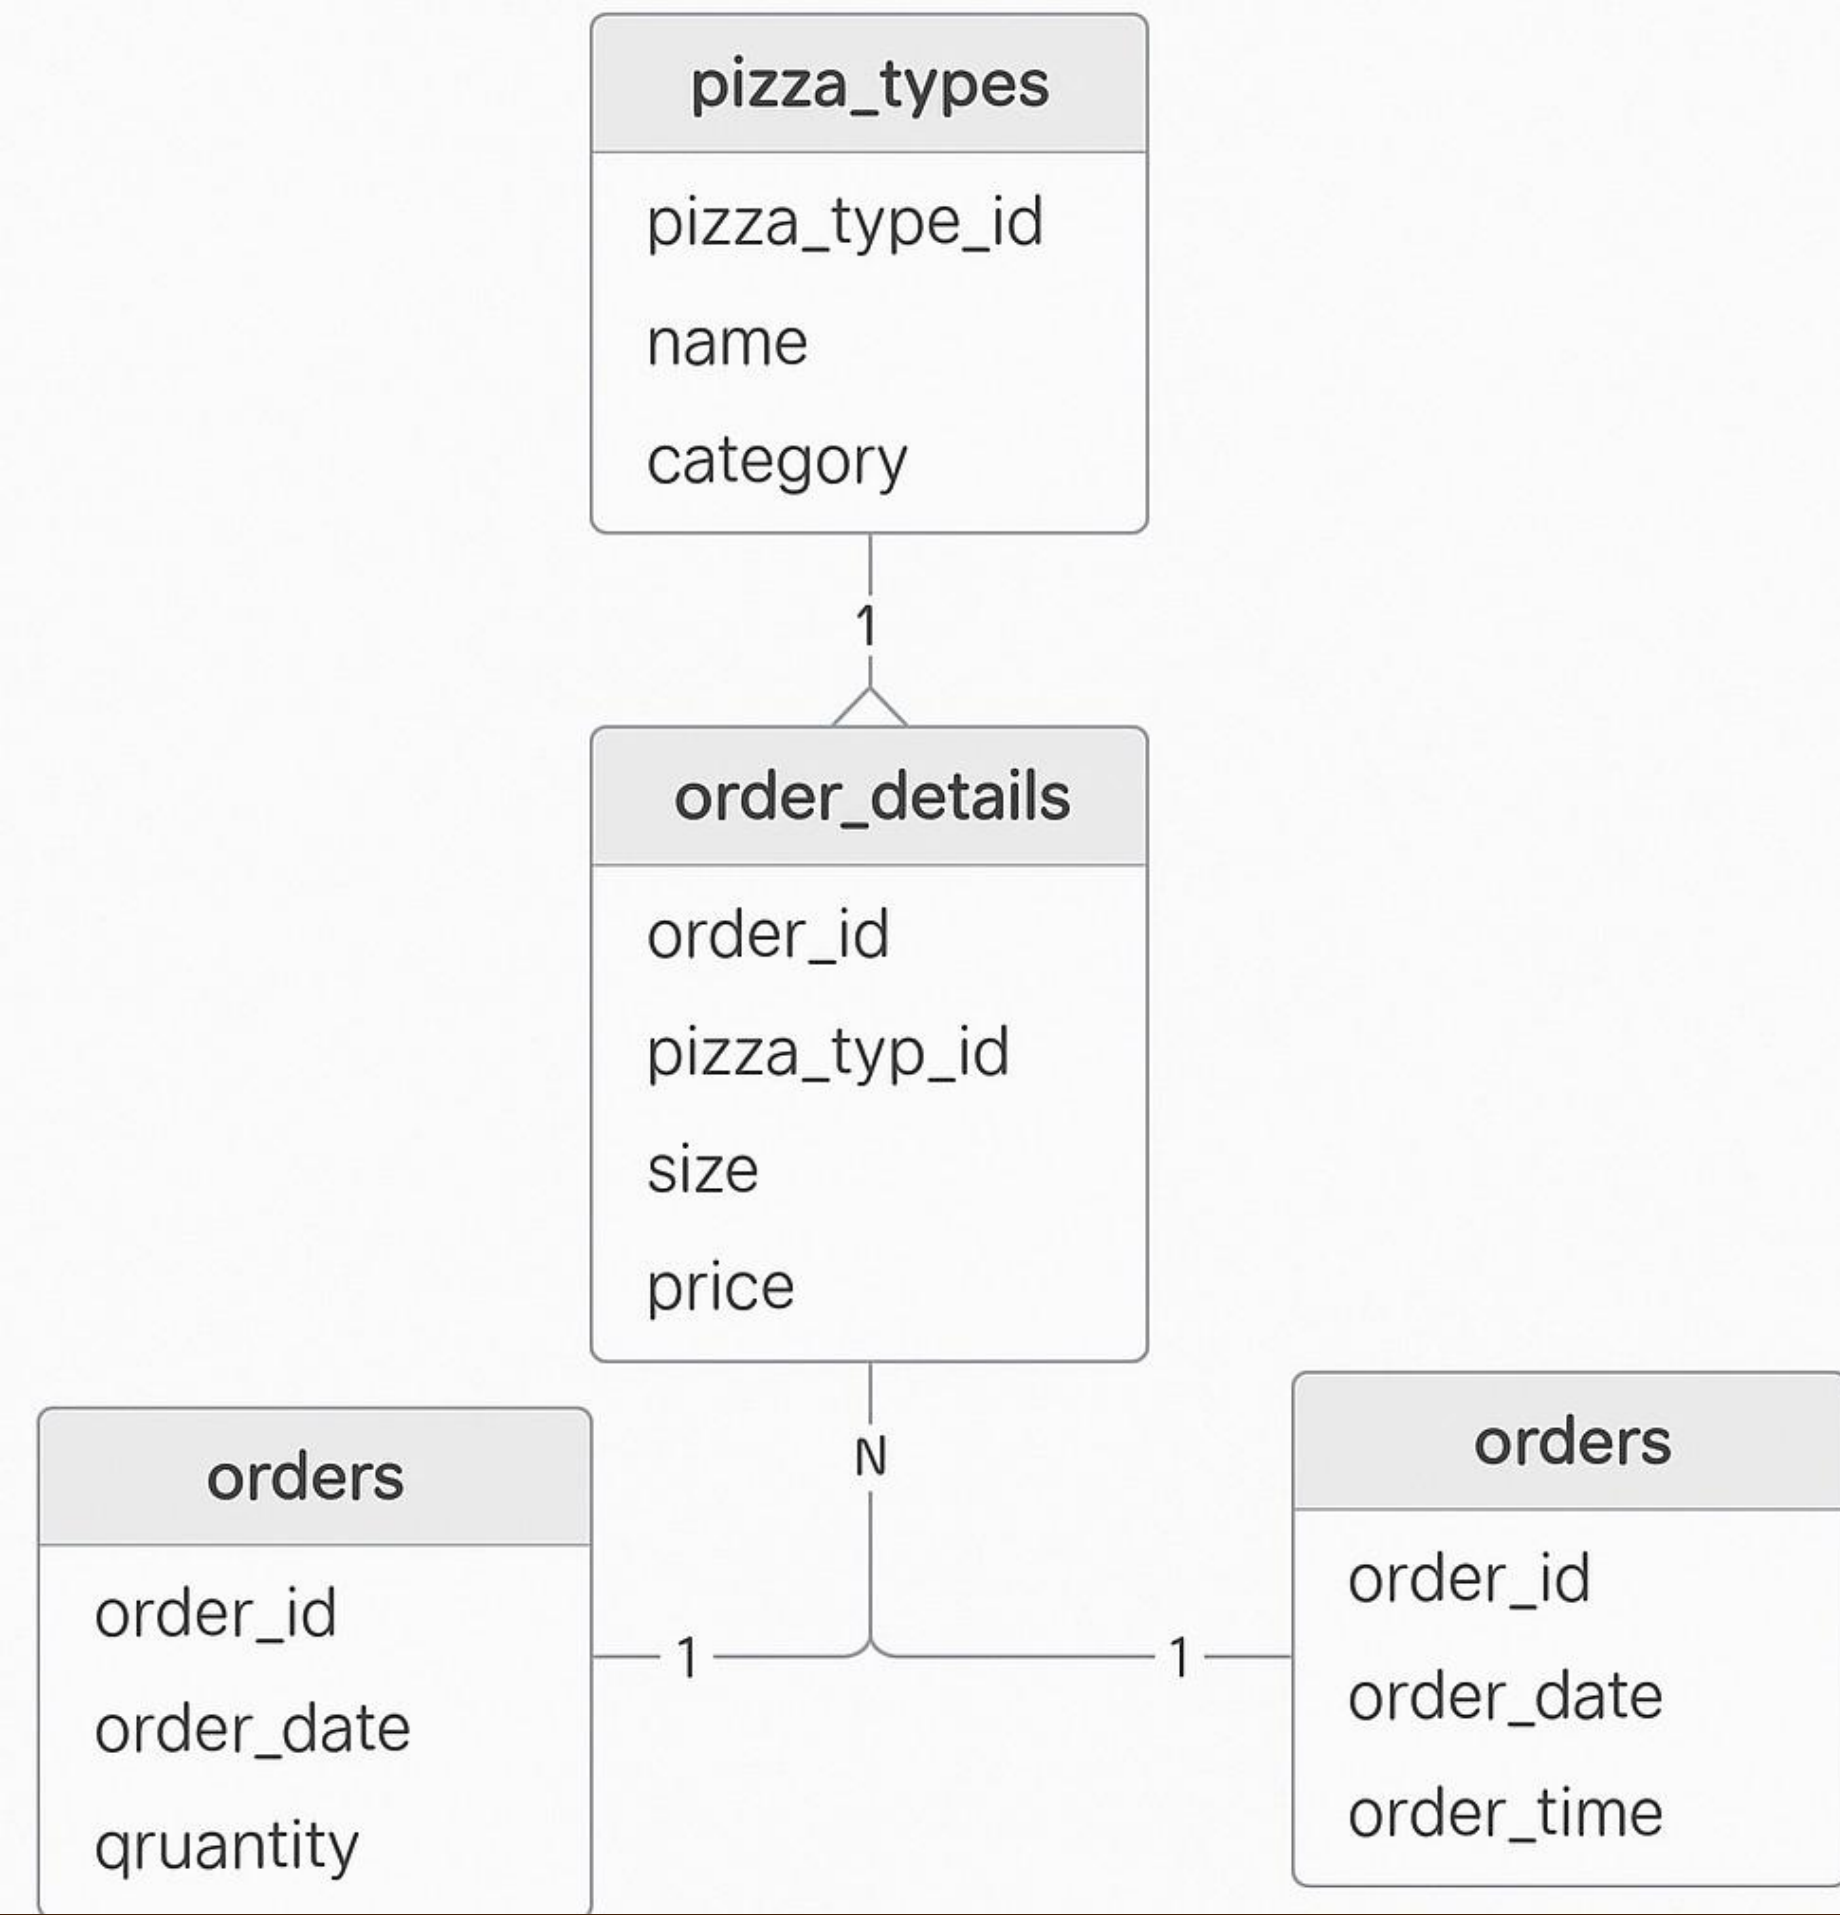 pizza_types
pizza_type_id
name
category
1
order_details
order_id
pizza_typ_id
size
price
N
orders
order_id
order_date
qruantity
1
1
orders
order_id
order_date
order_time